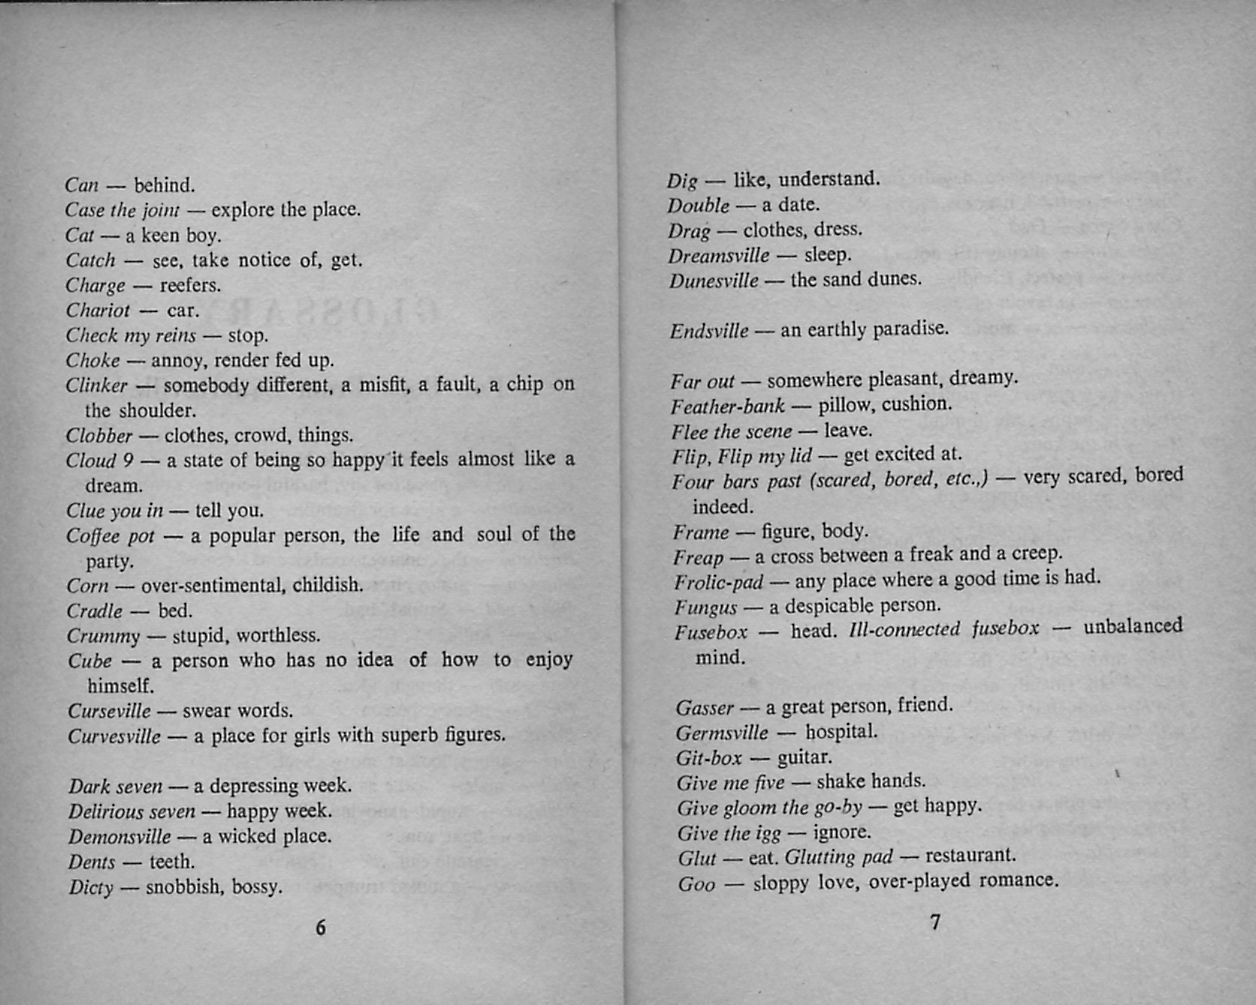 Can — behind.
Case the joint — explore the place.
Cat — a keen boy.
Catch — see, take notice of, get.
Charge — reefers.
Chariot — car.
Check my reins — stop.
Choke — annoy, render fed up.
Clinker — somebody different, a misfit, a fault, a chip on
the shoulder.
Clobber — clothes, crowd, things.
Cloud 9 — a state of being so happy it feels almost like a
dream.
Clue you in — tell you.
Coffee pot — a popular person, the life and soul of the
party.
Corn — over-sentimental, childish.
Cradle — bed.
Crummy — stupid, worthless.
Cube — a person who has no idea of how to enjoy
himself.
Curseville — swear words.
Curvesville — a place for girls with superb figures.
Dark seven — a depressing week.
Delirious seven — happy week.
Demonsville — a wicked place.
Dents — teeth.
Dicty — snobbish, bossy.
6
Dig — like, understand.
Double — a date.
Drag — clothes, dress.
Dreamsville — sleep.
Dunesville — the sand dunes.
Endsville — an earthly paradise.
Far out — somewhere pleasant, dreamy.
Feather-bank — pillow, cushion.
Flee the scene — leave.
Flip, Flip my lid — get excited at.
Four bars past (scared, bored, etc.,) — very scared, bored
indeed.
Frame — figure, body.
Freap — a cross between a freak and a creep.
Frolic-pad — any place where a good time is had.
Fungus — a despicable person.
Fusebox — head. Ill-connected fusebox — unbalanced
mind.
Gasser — a great person, friend.
Germsville — hospital.
Git-box — guitar.
Give me five — shake hands.
Give gloom the go-by — get happy.
Give the igg — ignore.
Glut — eat. Glutting pad — restaurant.
Goo — sloppy love, over-played romance.
7